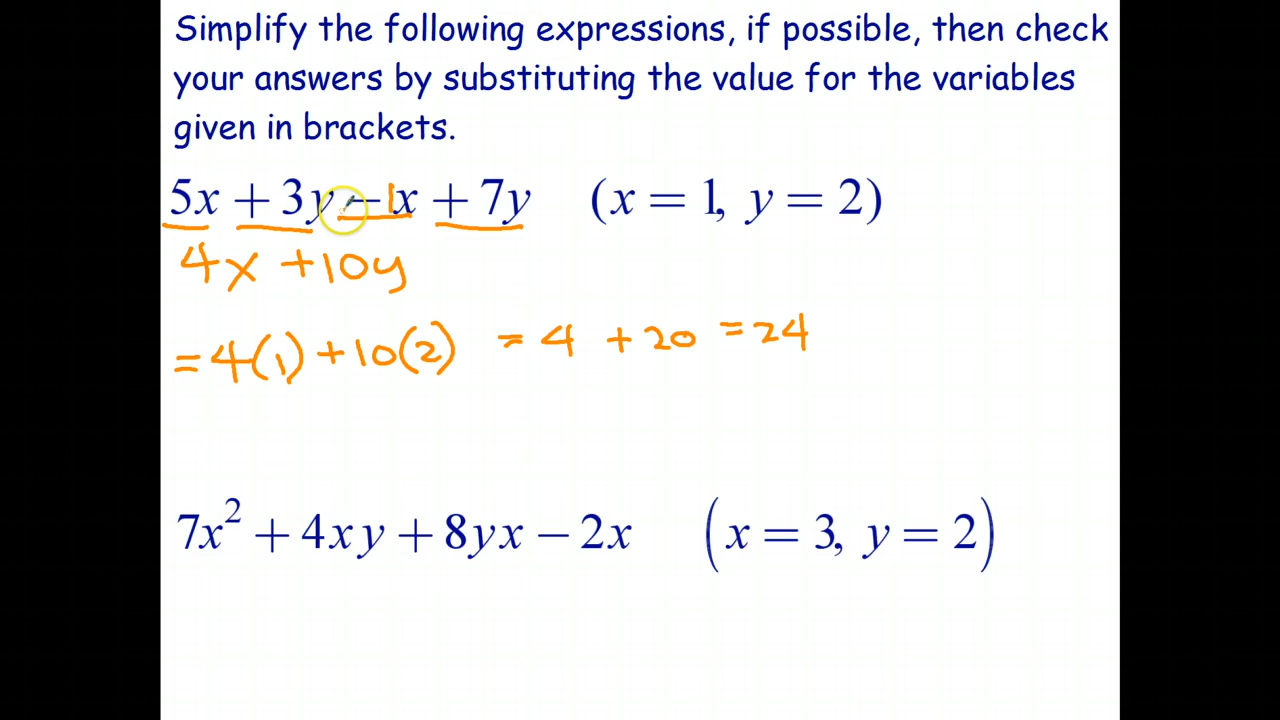 Simplify the following expressions, if possible, then check
your answers by substituting the value for the variables
given in brackets.
5x + 3y - 1x + 7y (x = 1, y = 2)
4x + 10y
= 4(1) + 10(2) = 4 + 20 = 24
7x² + 4xy + 8yx - 2x (x = 3, y = 2)